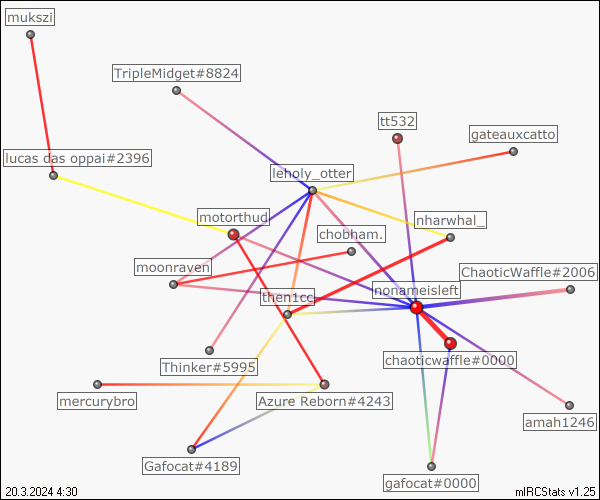 mukszi
TripleMidget#8824
tt532
gateauxcatto
lucas das oppai#2396
leholy_otter
motorthud
nharwhal_
chobham.
moonraven
ChaoticWaffle#2006
nonameisleft
then1cc
chaoticwaffle#0000
Thinker#5995
mercurybro
Azure Reborn#4243
amah1246
Gafocat#4189
gafocat#0000
20.3.2024 4:30
mIRCStats v1.25